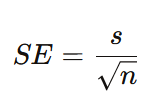 SE = s / √n